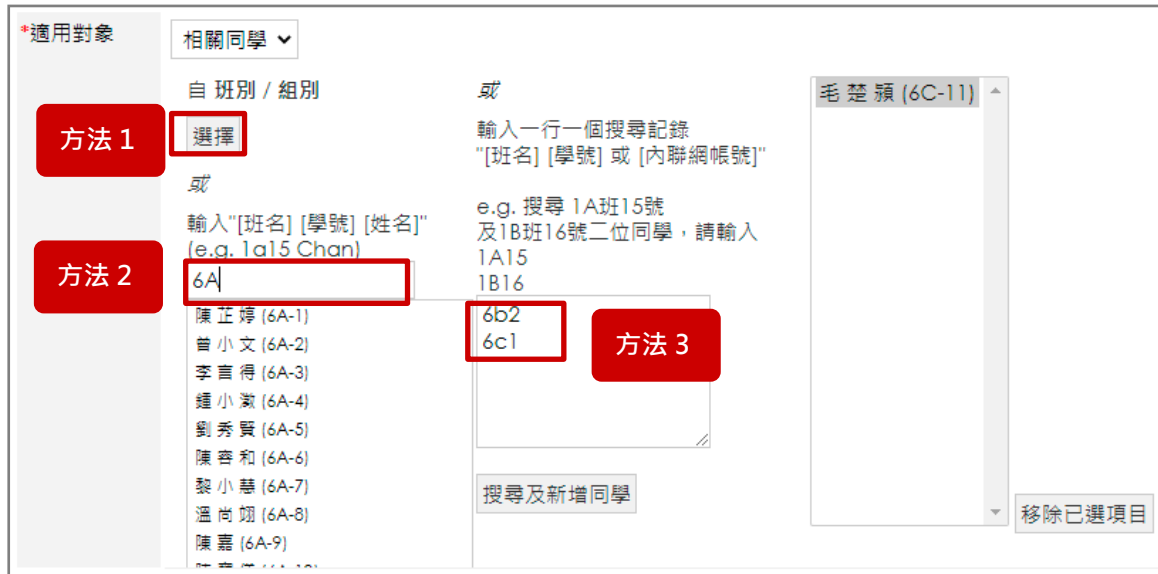 *適用對象
相關同學
自 班別 / 組別
方法 1
選擇
或
輸入"[班名] [學號] [姓名]"
(e.g. 1a15 Chan)
方法 2
6A
陳 芷 婷 (6A-1)
曾 小 文 (6A-2)
李 言 得 (6A-3)
鍾 小 澂 (6A-4)
劉 秀 賢 (6A-5)
陳 容 和 (6A-6)
黎 小 慧 (6A-7)
溫 尚 翊 (6A-8)
陳 嘉 (6A-9)
或
輸入一行一個搜尋記錄
"[班名] [學號] 或 [內聯網帳號]"
e.g. 搜尋 1A班15號
及1B班16號二位同學，請輸入
1A15
1B16
6b2
6c1
方法 3
搜尋及新增同學
毛 楚 潁 (6C-11)
移除已選項目